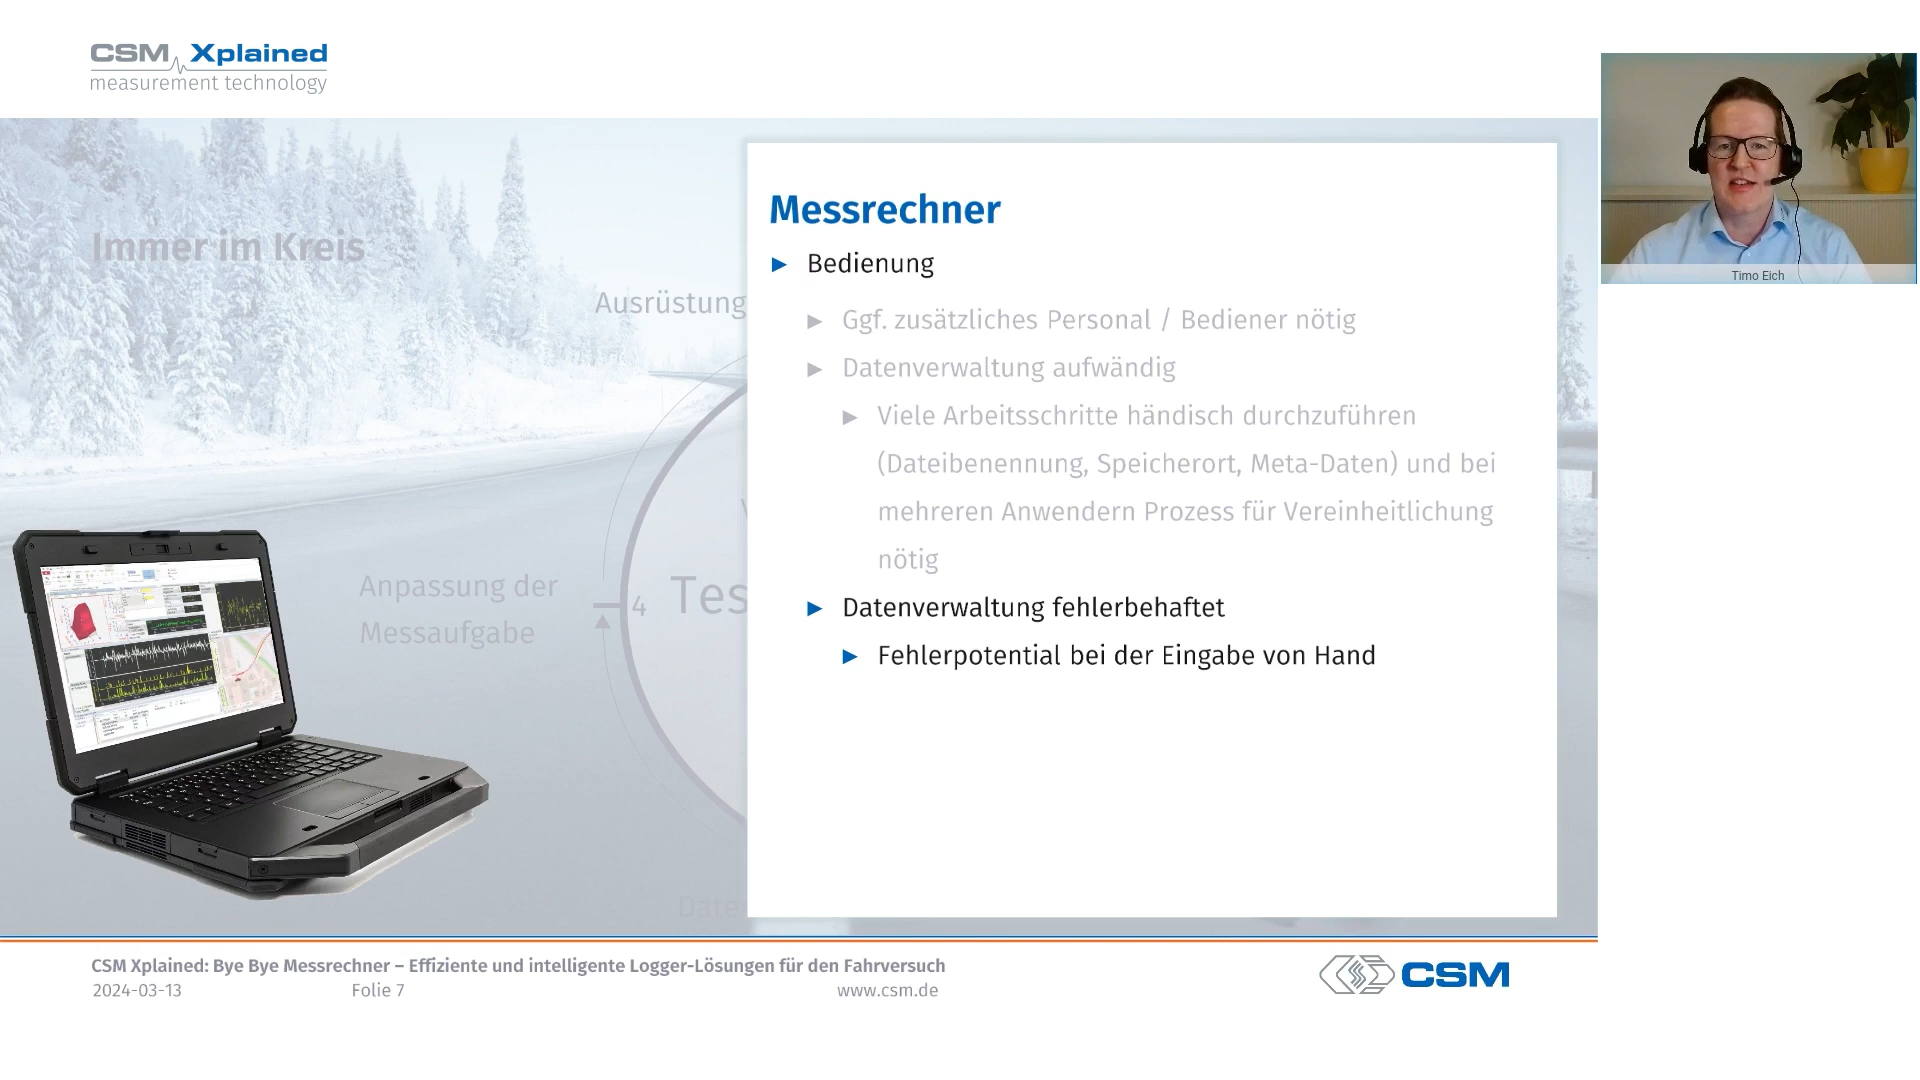 CSM Xplained
measurement technology
Immer im Kreis
Ausrüstung
Anpassung der
Messaufgabe
4
Tes
Date
Messrechner
► Bedienung
► Ggf. zusätzliches Personal / Bediener nötig
► Datenverwaltung aufwändig
► Viele Arbeitsschritte händisch durchzuführen
(Dateibenennung, Speicherort, Meta-Daten) und bei
mehreren Anwendern Prozess für Vereinheitlichung
nötig
► Datenverwaltung fehlerbehaftet
► Fehlerpotential bei der Eingabe von Hand
Timo Eich
CSM Xplained: Bye Bye Messrechner – Effiziente und intelligente Logger-Lösungen für den Fahrversuch
2024-03-13 Folie 7 www.csm.de
CSM